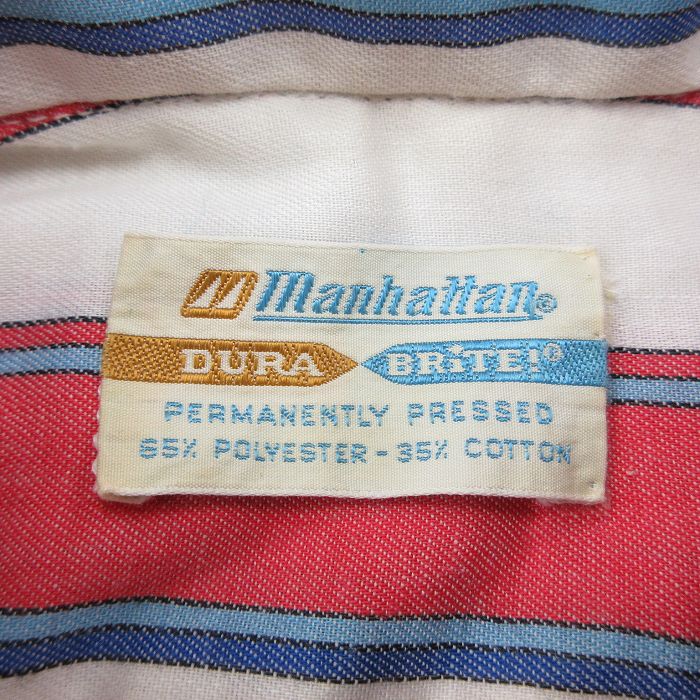 Manhattan®
DURA BRITE!®
PERMANENTLY PRESSED
65% POLYESTER - 35% COTTON